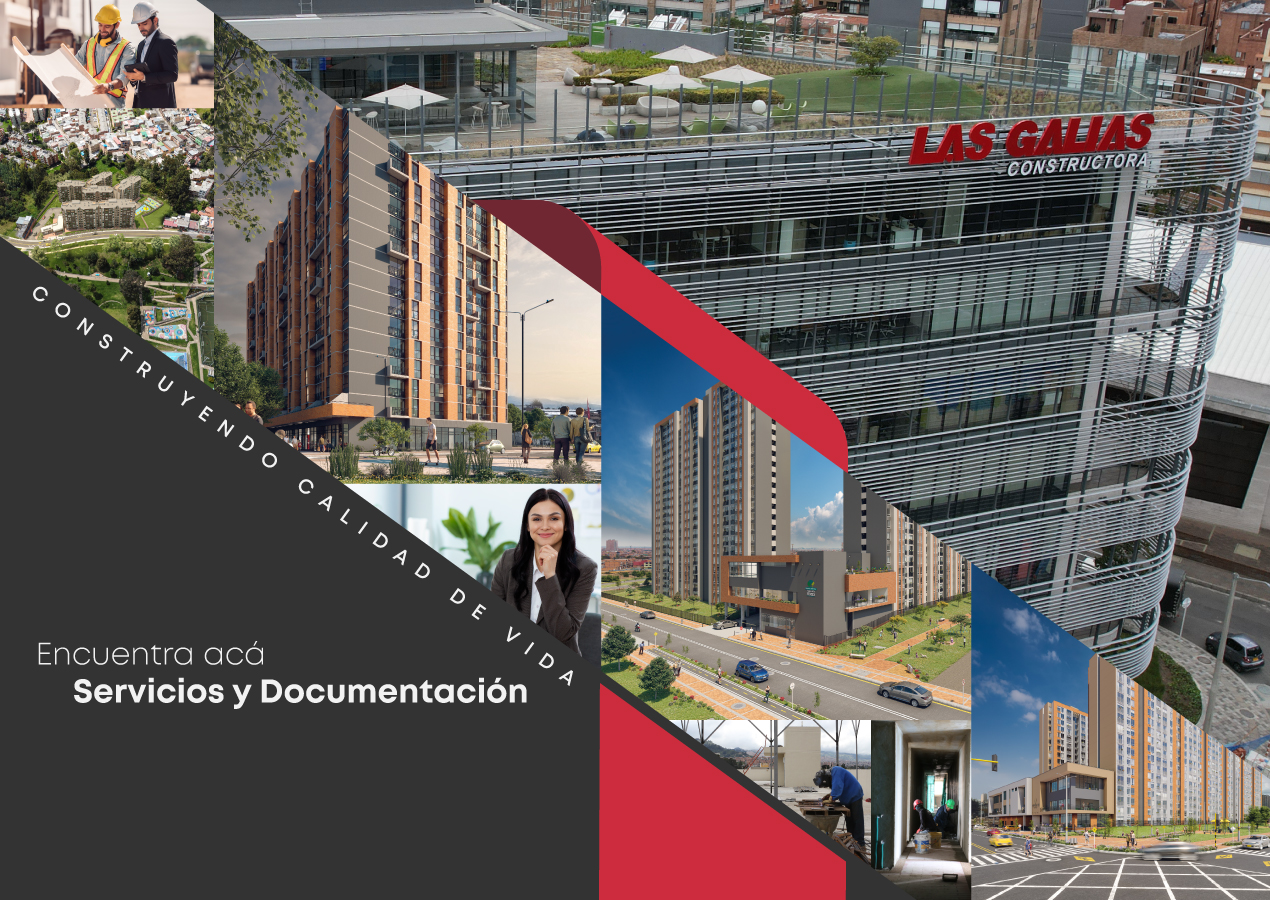 LAS GALIAS
CONSTRUCTORA
CONSTRUYENDO CALIDAD DE VIDA
Encuentra acá
Servicios y Documentación